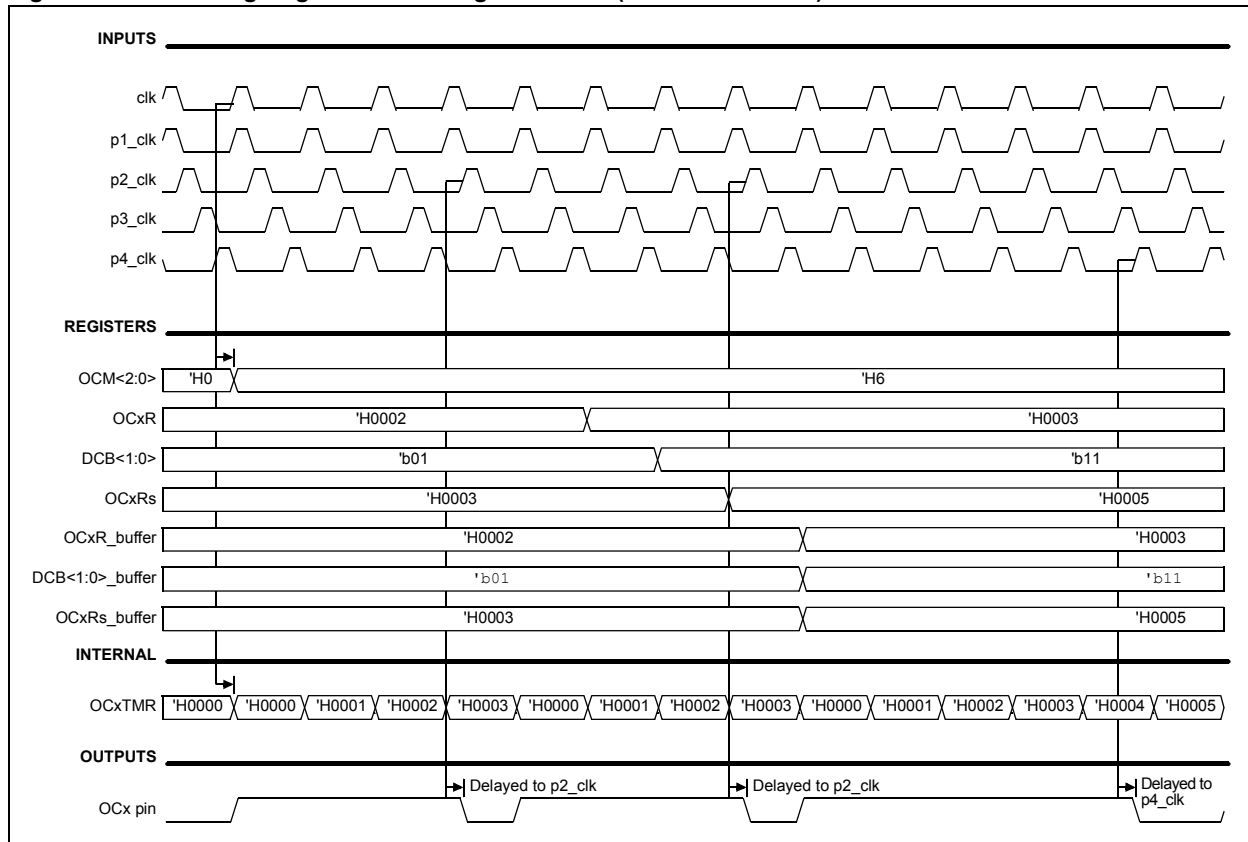 INPUTS
clk
p1_clk
p2_clk
p3_clk
p4_clk
REGISTERS
OCM<2:0> 'H0 'H6
OCxR 'H0002 'H0003
DCB<1:0> 'b01 'b11
OCxRs 'H0003 'H0005
OCxR_buffer 'H0002 'H0003
DCB<1:0>_buffer 'b01 'b11
OCxRs_buffer 'H0003 'H0005
INTERNAL
OCxTMR 'H0000 'H0000 'H0001 'H0002 'H0003 'H0000 'H0001 'H0002 'H0003 'H0000 'H0001 'H0002 'H0003 'H0004 'H0005
OUTPUTS
Delayed to p2_clk Delayed to p2_clk Delayed to
p4_clk
OCx pin